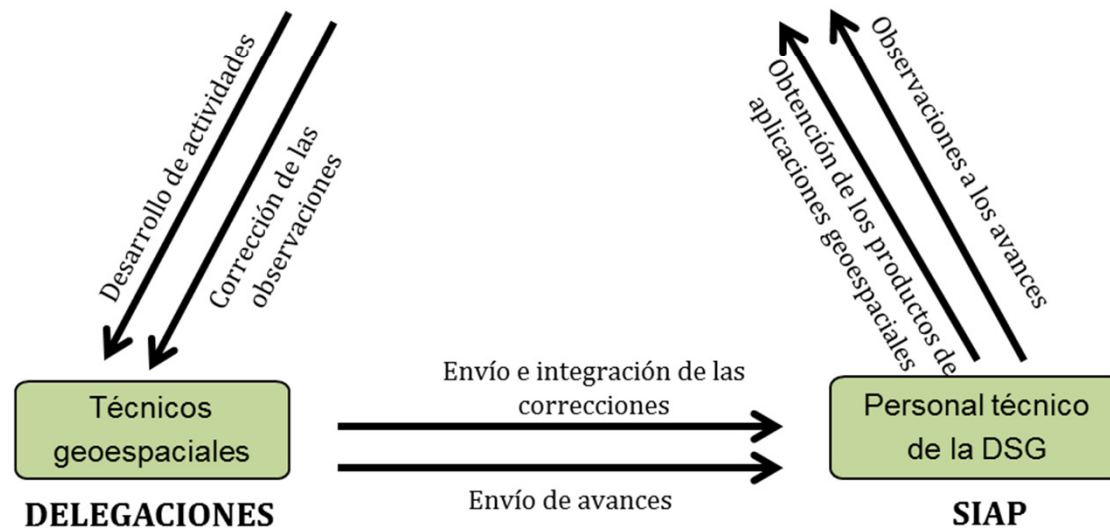 Desarrollo de actividades
Corrección de las
observaciones
Obtención de los productos de
aplicaciones geoespaciales
Observaciones a los avances
Técnicos
geoespaciales
DELEGACIONES
Envío e integración de las
correcciones
Envío de avances
Personal técnico
de la DSG
SIAP